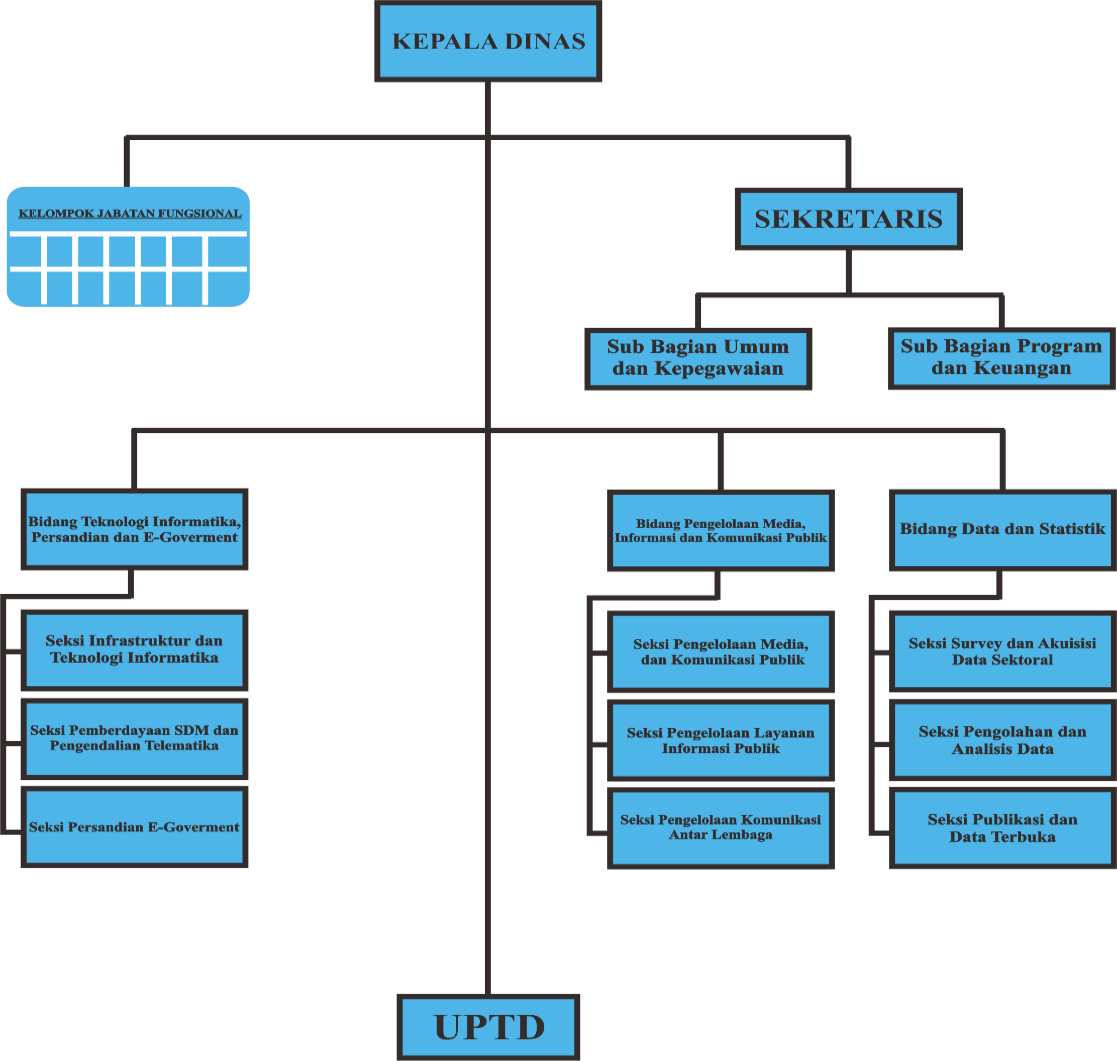 KEPALA DINAS
KELOMPOK JABATAN FUNGSIONAL
SEKRETARIS
Sub Bagian Umum
dan Kepegawaian
Sub Bagian Program
dan Keuangan
Bidang Teknologi Informatika,
Persandian dan E-Goverment
Bidang Pengelolaan Media,
Informasi dan Komunikasi Publik
Bidang Data dan Statistik
Seksi Infrastruktur dan
Teknologi Informatika
Seksi Pemberdayaan SDM dan
Pengendalian Telematika
Seksi Persandian E-Goverment
Seksi Pengelolaan Media,
dan Komunikasi Publik
Seksi Pengelolaan Layanan
Informasi Publik
Seksi Pengelolaan Komunikasi
Antar Lembaga
Seksi Survey dan Akuisisi
Data Sektoral
Seksi Pengolahan dan
Analisis Data
Seksi Publikasi dan
Data Terbuka
UPTD